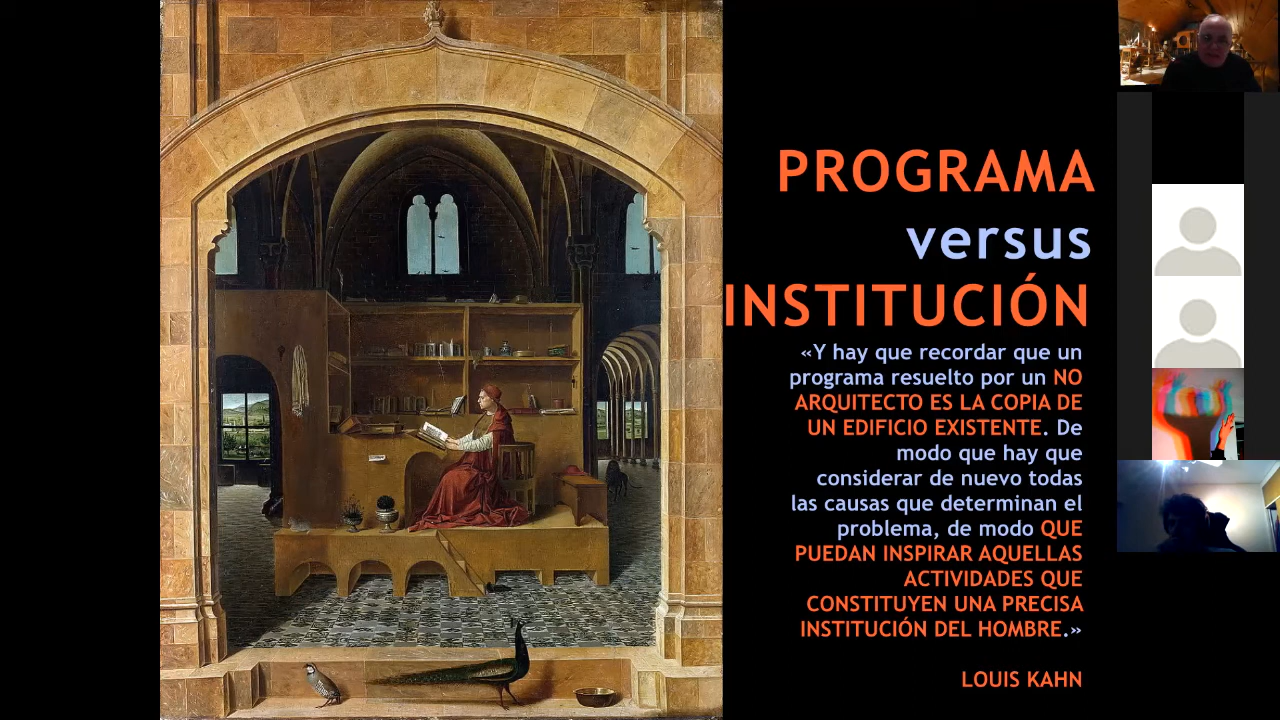 PROGRAMA
versus
INSTITUCIÓN
«Y hay que recordar que un
programa resuelto por un NO
ARQUITECTO ES LA COPIA DE
UN EDIFICIO EXISTENTE. De
modo que hay que
considerar de nuevo todas
las causas que determinan el
problema, de modo QUE
PUEDAN INSPIRAR AQUELLAS
ACTIVIDADES QUE
CONSTITUYEN UNA PRECISA
INSTITUCIÓN DEL HOMBRE.»
LOUIS KAHN